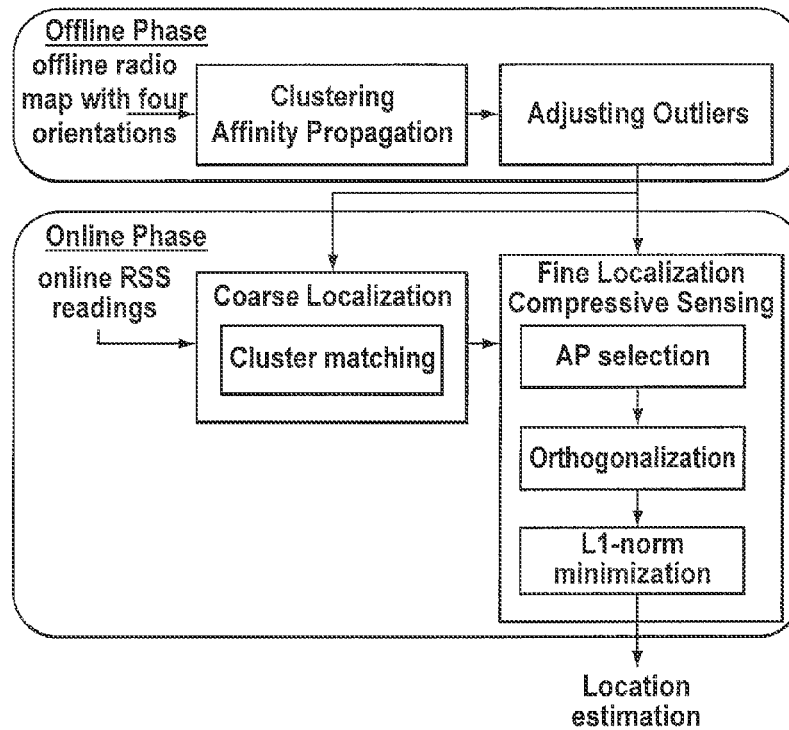 Offline Phase
offline radio
map with four
orientations
Clustering
Affinity Propagation
Adjusting Outliers
Online Phase
online RSS
readings
Coarse Localization
Cluster matching
Fine Localization
Compressive Sensing
AP selection
Orthogonalization
L1-norm
minimization
Location
estimation